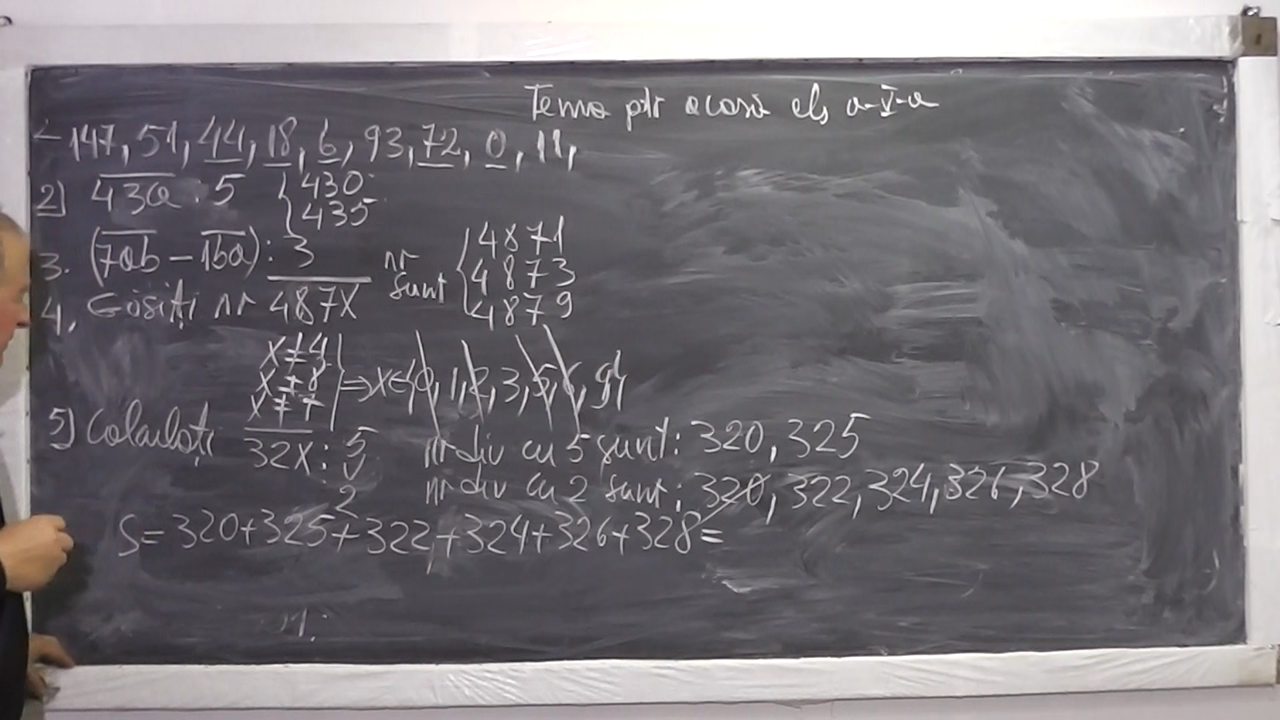 Tema ptr acasă cls a-V-a
147, 51, 44, 18, 6, 93, 72, 0, 11,
2) 43a : 5 { 430 435
3. (7ab - 1ba) : 3
4. Găsiți nr 487X nr sunt { 4871 4873 4879
X≠4 X≠8 X≠7 => X∈{0, 1, 2, 3, 5, 6, 9},
5) Calculați 32X : 5 v 2 nr div cu 5 sunt: 320, 325
nr div cu 2 sunt: 320, 322, 324, 326, 328
S= 320+325+322+324+326+328=